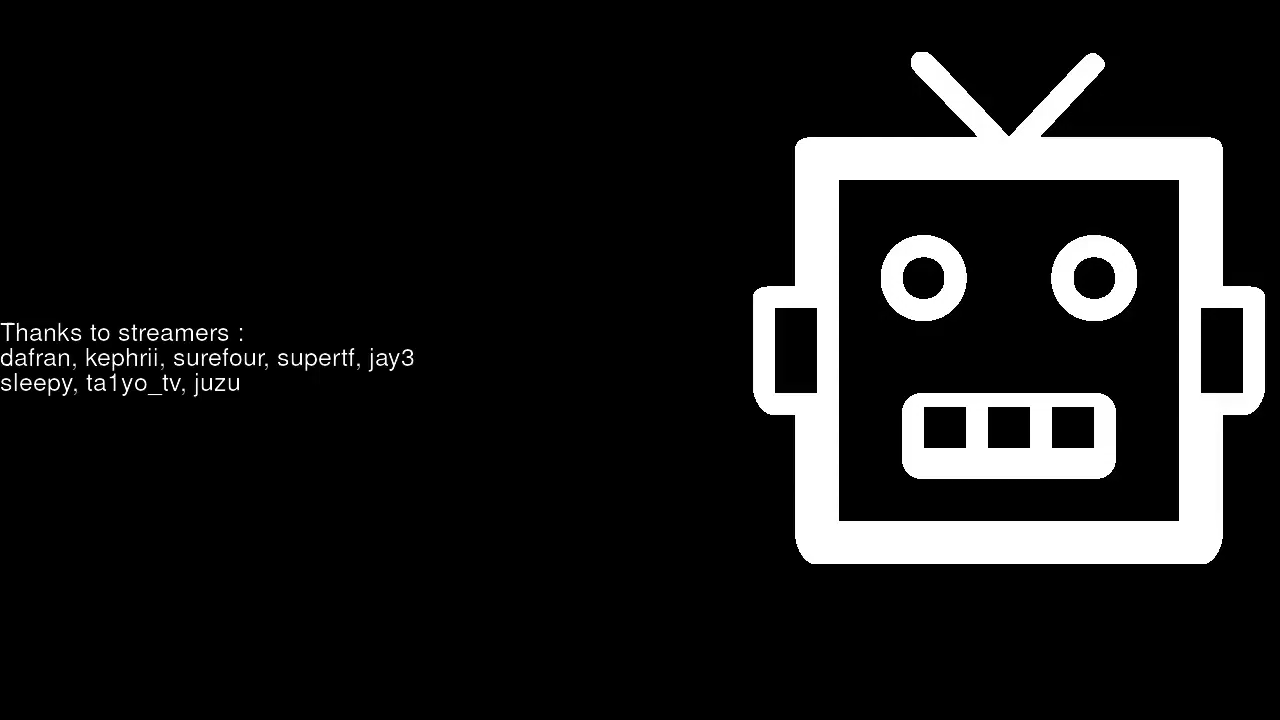 Thanks to streamers :
dafran, kephrii, surefour, supertf, jay3
sleepy, ta1yo_tv, juzu